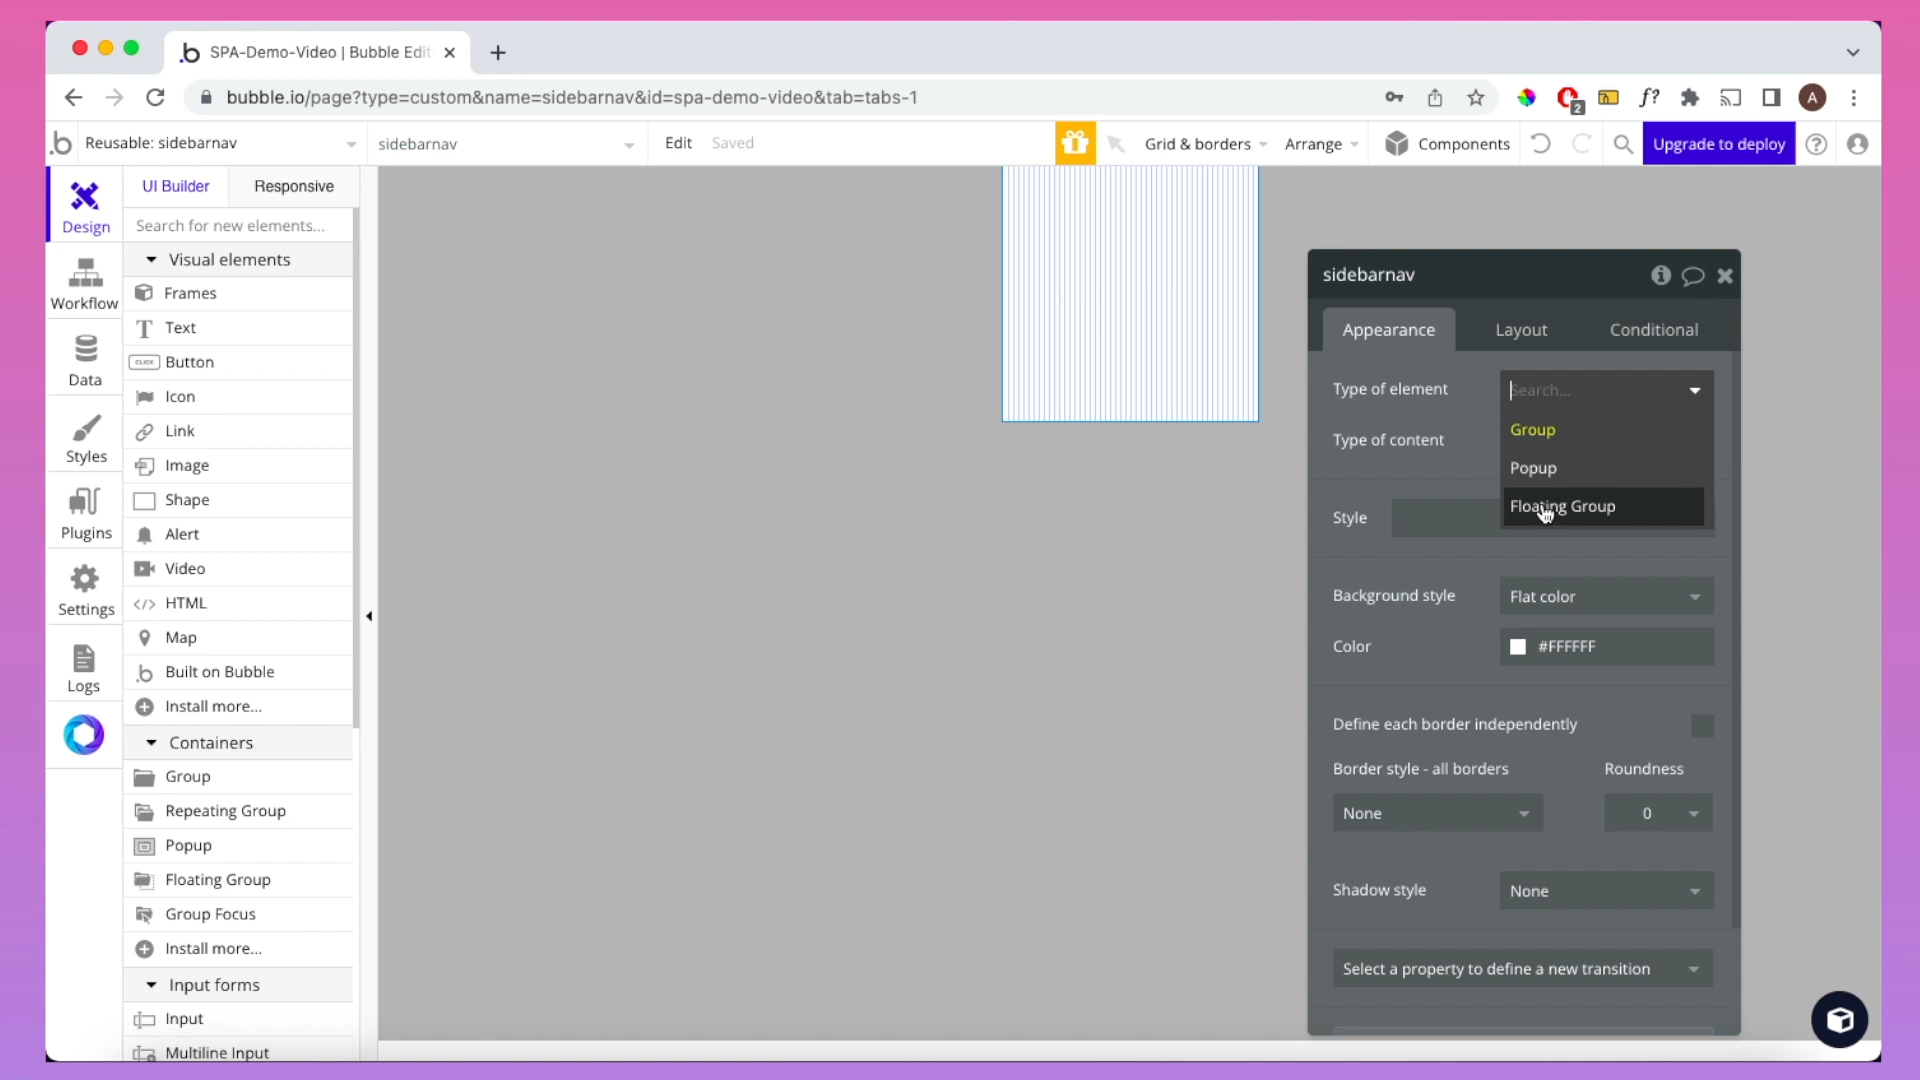 SPA-Demo-Video | Bubble Edit
bubble.io/page?type=custom&name=sidebarnav&id=spa-demo-video&tab=tabs-1
2
f?
A
Reusable: sidebarnav
sidebarnav
Edit
Saved
Grid & borders
Arrange
Components
Upgrade to deploy
Design
Workflow
Data
Styles
Plugins
Settings
Logs
UI Builder
Responsive
Search for new elements...
Visual elements
Frames
Text
CLICK
Button
Icon
Link
Image
Shape
Alert
Video
HTML
Map
Built on Bubble
Install more...
Containers
Group
Repeating Group
Popup
Floating Group
Group Focus
Install more...
Input forms
Input
Multiline Input
sidebarnav
Appearance
Layout
Conditional
Type of element
Search...
Group
Popup
Floating Group
Type of content
Style
Background style
Flat color
Color
#FFFFFF
Define each border independently
Border style - all borders
Roundness
None
0
Shadow style
None
Select a property to define a new transition